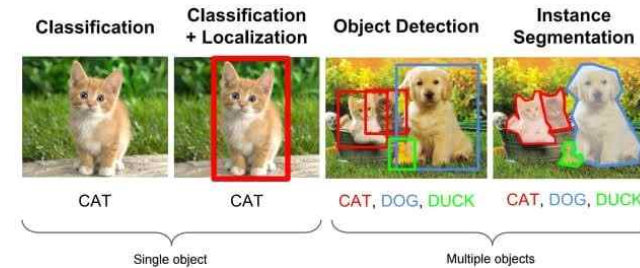 Classification
Classification
+ Localization
Object Detection
Instance
Segmentation
CAT
CAT
CAT, DOG, DUCK
CAT, DOG, DUCK
Single object
Multiple objects